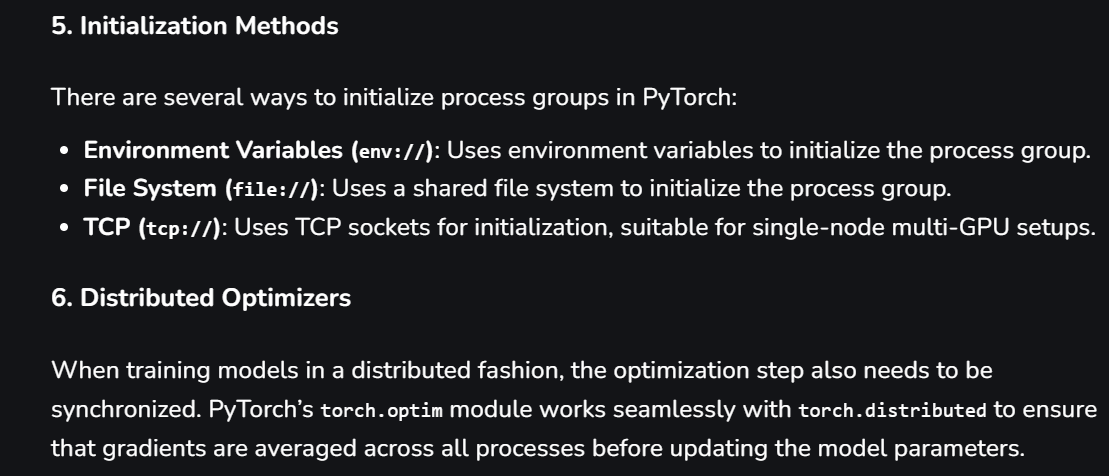 5. Initialization Methods
There are several ways to initialize process groups in PyTorch:
• Environment Variables (env://): Uses environment variables to initialize the process group.
• File System (file://): Uses a shared file system to initialize the process group.
• TCP (tcp://): Uses TCP sockets for initialization, suitable for single-node multi-GPU setups.
6. Distributed Optimizers
When training models in a distributed fashion, the optimization step also needs to be
synchronized. PyTorch’s torch.optim module works seamlessly with torch.distributed to ensure
that gradients are averaged across all processes before updating the model parameters.